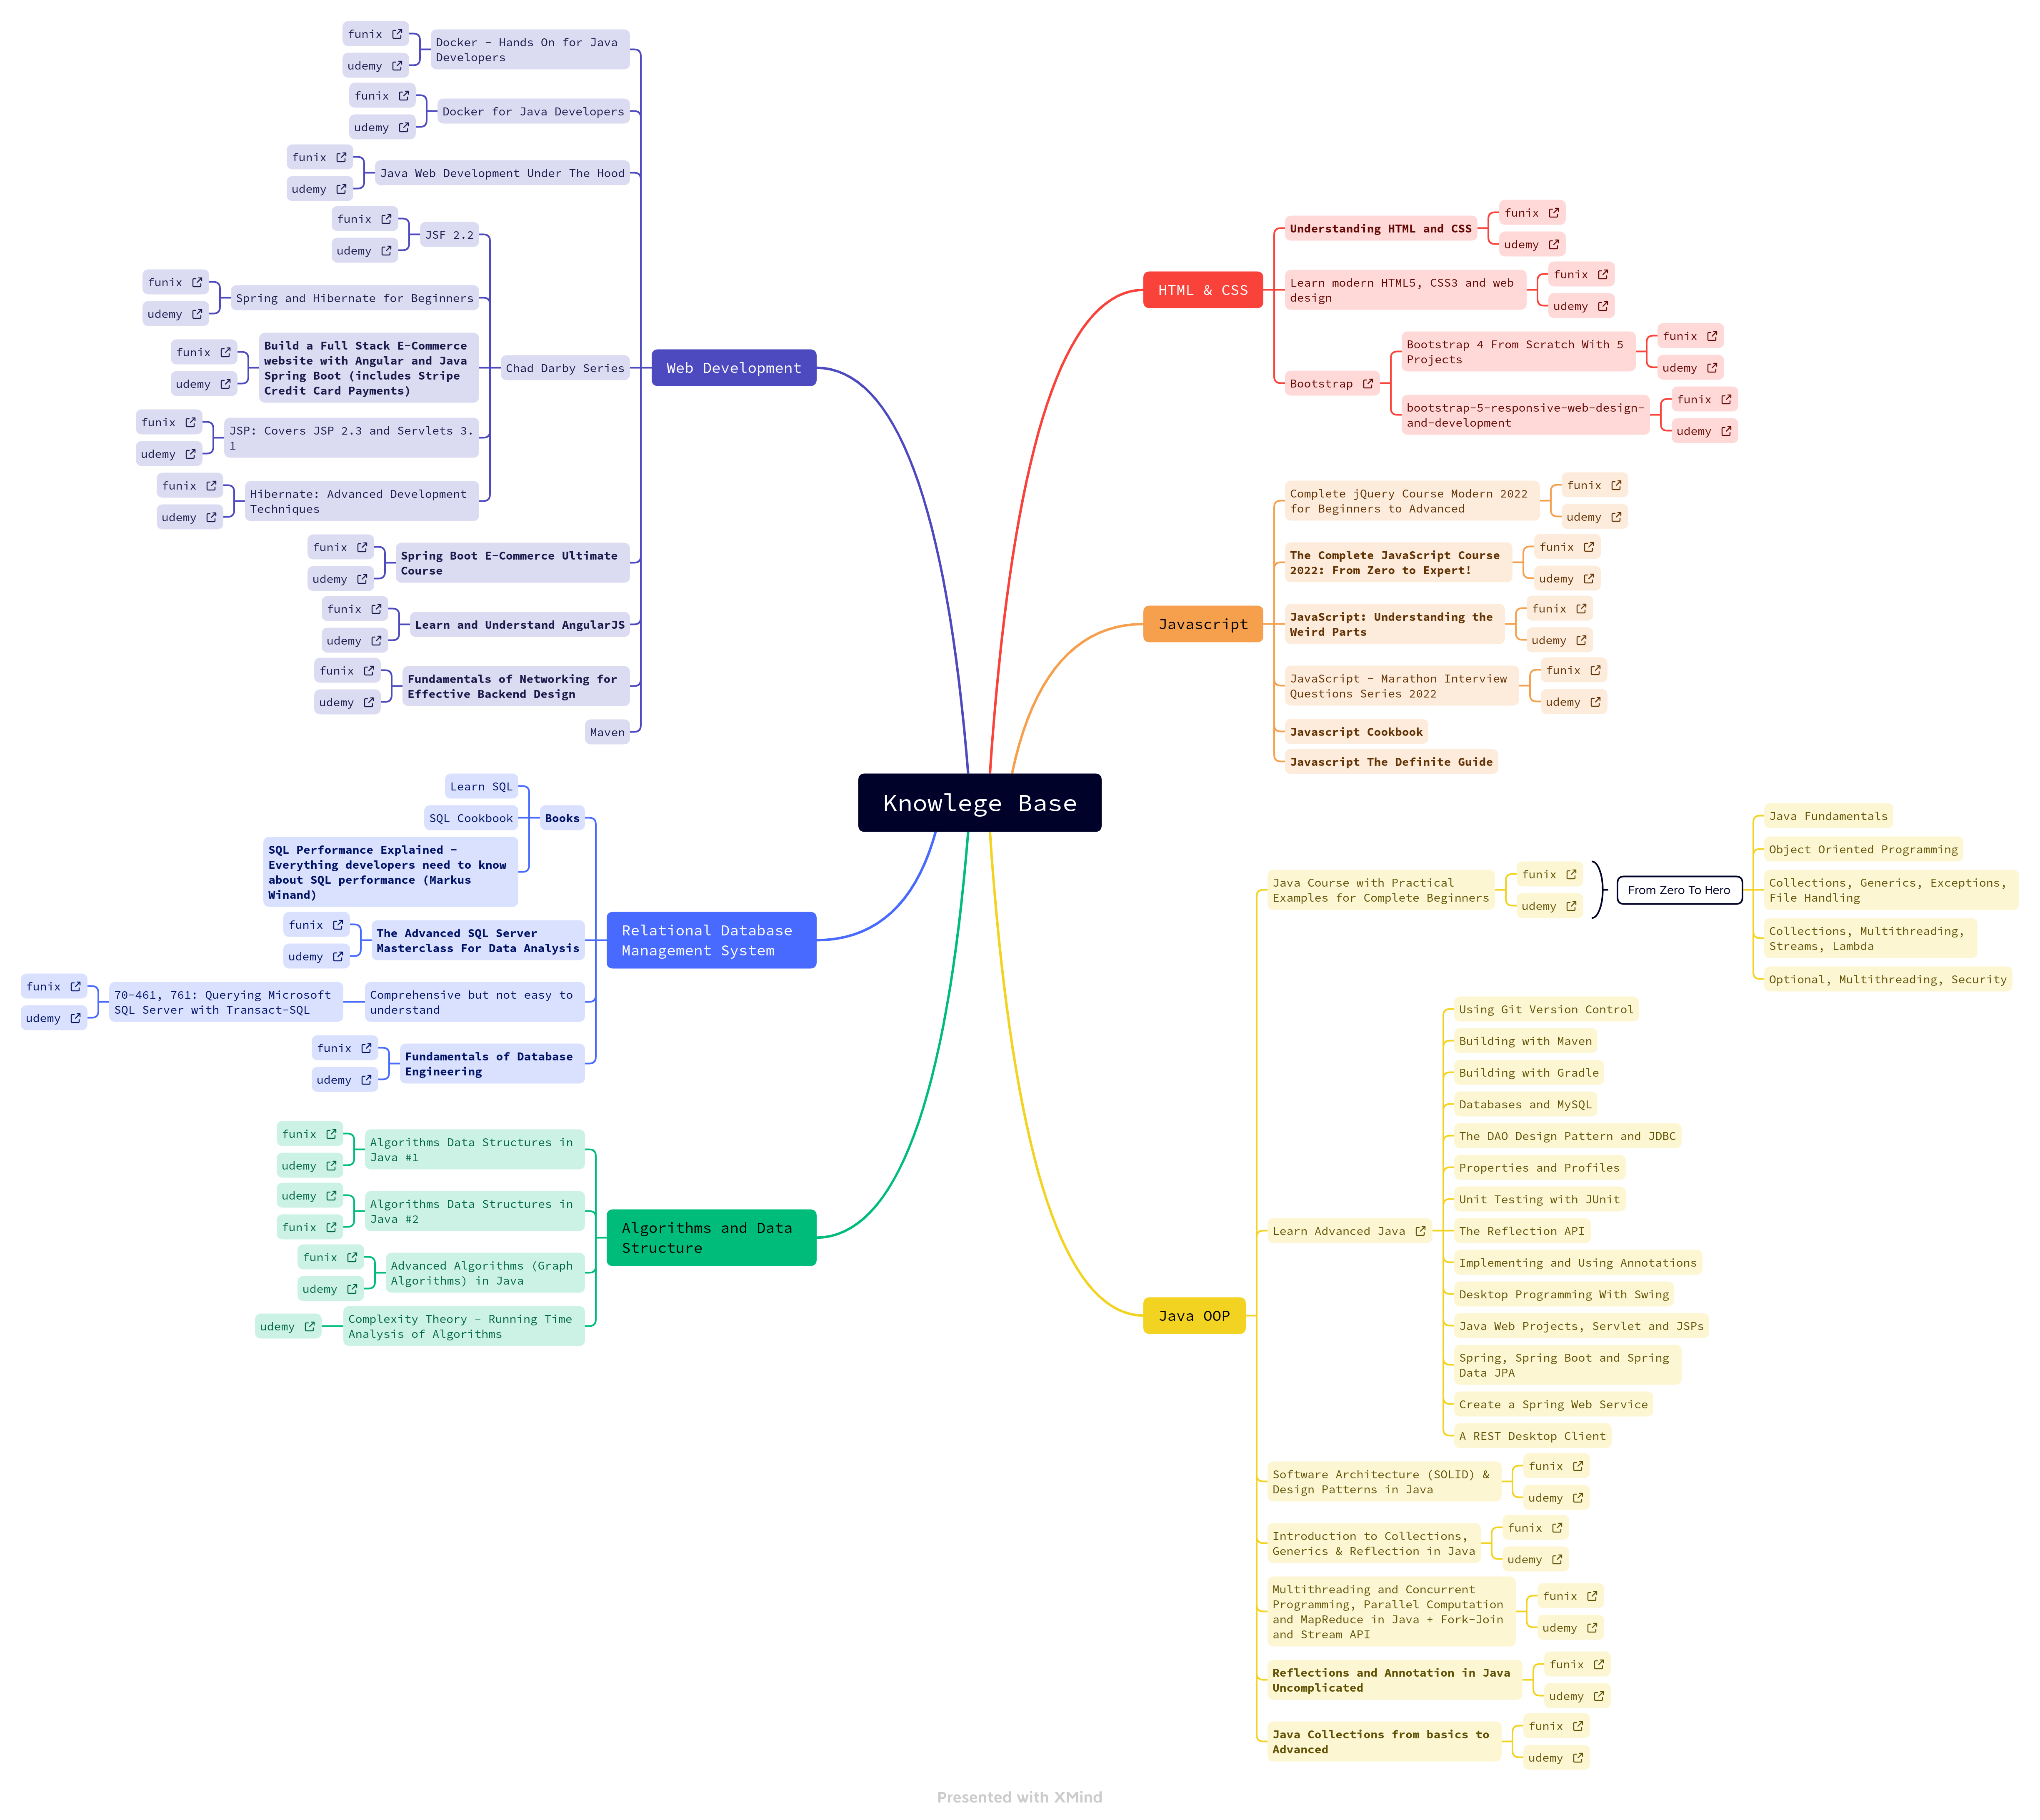 Knowlege Base
HTML & CSS
Understanding HTML and CSS
funix
udemy
Learn modern HTML5, CSS3 and web
design
funix
udemy
Bootstrap
Bootstrap 4 From Scratch With 5
Projects
funix
udemy
bootstrap-5-responsive-web-design-
and-development
funix
udemy
Javascript
Complete jQuery Course Modern 2022
for Beginners to Advanced
funix
udemy
The Complete JavaScript Course
2022: From Zero to Expert!
funix
udemy
JavaScript: Understanding the
Weird Parts
funix
udemy
JavaScript - Marathon Interview
Questions Series 2022
funix
udemy
Javascript Cookbook
Javascript The Definite Guide
Java OOP
Java Course with Practical
Examples for Complete Beginners
funix
udemy
From Zero To Hero
Java Fundamentals
Object Oriented Programming
Collections, Generics, Exceptions,
File Handling
Collections, Multithreading,
Streams, Lambda
Optional, Multithreading, Security
Learn Advanced Java
Using Git Version Control
Building with Maven
Building with Gradle
Databases and MySQL
The DAO Design Pattern and JDBC
Properties and Profiles
Unit Testing with JUnit
The Reflection API
Implementing and Using Annotations
Desktop Programming With Swing
Java Web Projects, Servlet and JSPs
Spring, Spring Boot and Spring
Data JPA
Create a Spring Web Service
A REST Desktop Client
Software Architecture (SOLID) &
Design Patterns in Java
funix
udemy
Introduction to Collections,
Generics & Reflection in Java
funix
udemy
Multithreading and Concurrent
Programming, Parallel Computation
and MapReduce in Java + Fork-Join
and Stream API
funix
udemy
Reflections and Annotation in Java
Uncomplicated
funix
udemy
Java Collections from basics to
Advanced
funix
udemy
Web Development
Docker - Hands On for Java
Developers
funix
udemy
Docker for Java Developers
funix
udemy
Java Web Development Under The Hood
funix
udemy
Chad Darby Series
JSF 2.2
funix
udemy
Spring and Hibernate for Beginners
funix
udemy
Build a Full Stack E-Commerce
website with Angular and Java
Spring Boot (includes Stripe
Credit Card Payments)
funix
udemy
JSP: Covers JSP 2.3 and Servlets 3.
1
funix
udemy
Hibernate: Advanced Development
Techniques
funix
udemy
Spring Boot E-Commerce Ultimate
Course
funix
udemy
Learn and Understand AngularJS
funix
udemy
Fundamentals of Networking for
Effective Backend Design
funix
udemy
Maven
Relational Database
Management System
Books
Learn SQL
SQL Cookbook
SQL Performance Explained -
Everything developers need to know
about SQL performance (Markus
Winand)
The Advanced SQL Server
Masterclass For Data Analysis
funix
udemy
Comprehensive but not easy to
understand
70-461, 761: Querying Microsoft
SQL Server with Transact-SQL
funix
udemy
Fundamentals of Database
Engineering
funix
udemy
Algorithms and Data
Structure
Algorithms Data Structures in
Java #1
funix
udemy
Algorithms Data Structures in
Java #2
udemy
funix
Advanced Algorithms (Graph
Algorithms) in Java
funix
udemy
Complexity Theory - Running Time
Analysis of Algorithms
udemy
Presented with XMind